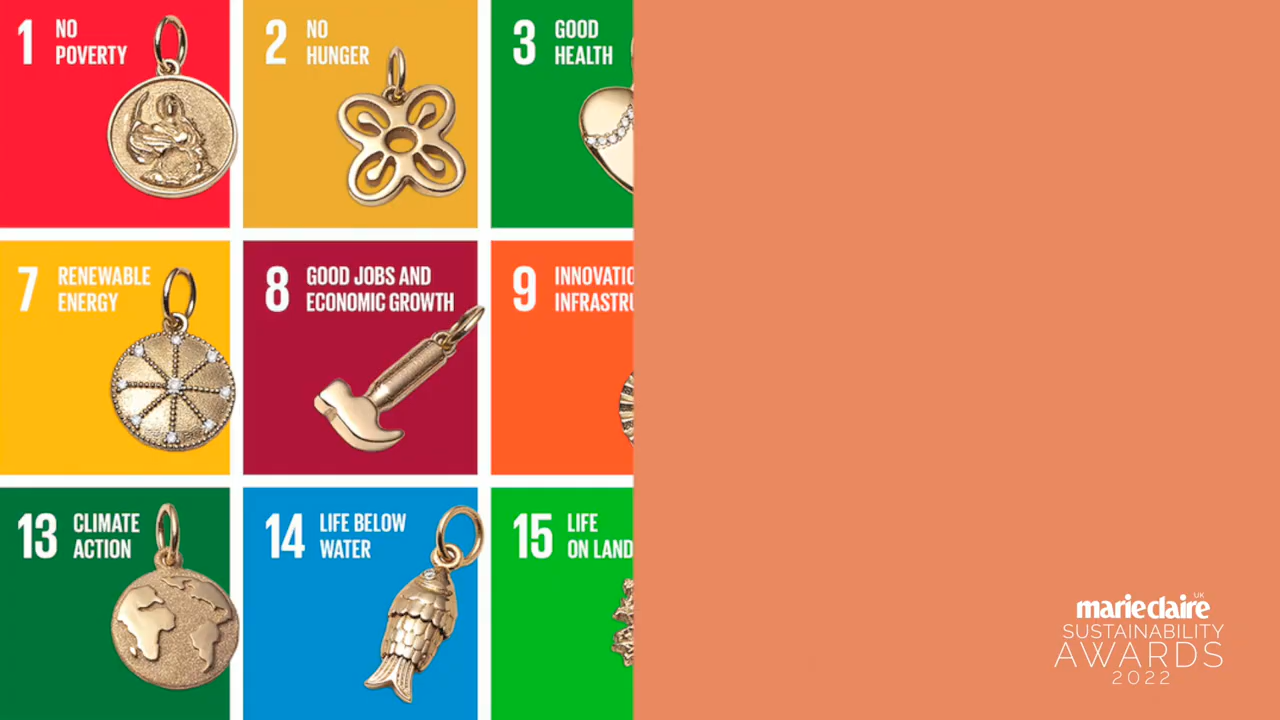 1 NO
POVERTY
2 NO
HUNGER
3 GOOD
HEALTH
7 RENEWABLE
ENERGY
8 GOOD JOBS AND
ECONOMIC GROWTH
9
13 CLIMATE
ACTION
14 LIFE BELOW
WATER
15 LIFE
ON LAND
marie claire
UK
SUSTAINABILITY
AWARDS
2022